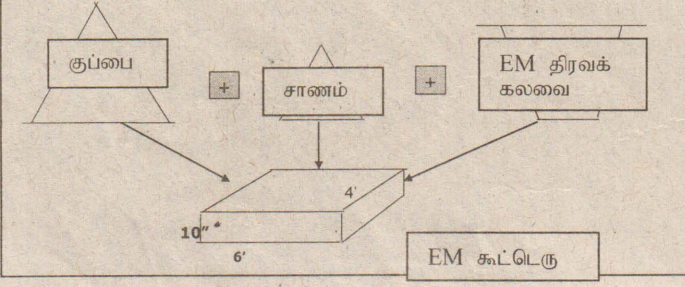 குப்பை
+
சாணம்
+
EM திரவக்
கலவை
4'
10"
6'
EM கூட்டெரு